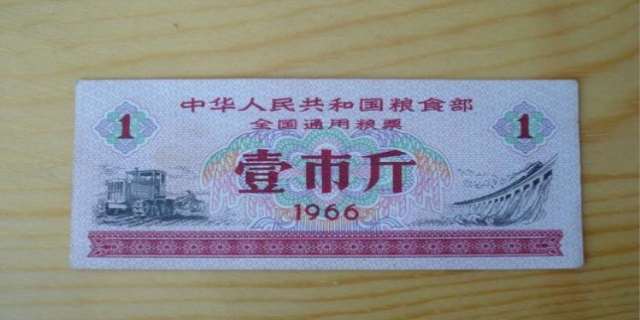 中华人民共和国粮食部
全国通用粮票
1
1
壹市斤
1966